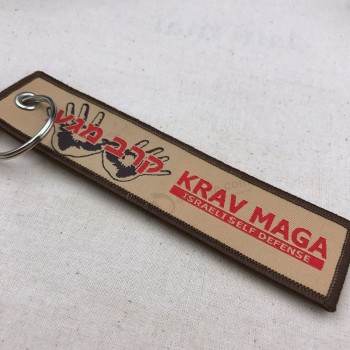 קרב מגע
KRAV MAGA
ISRAELI SELF DEFENSE